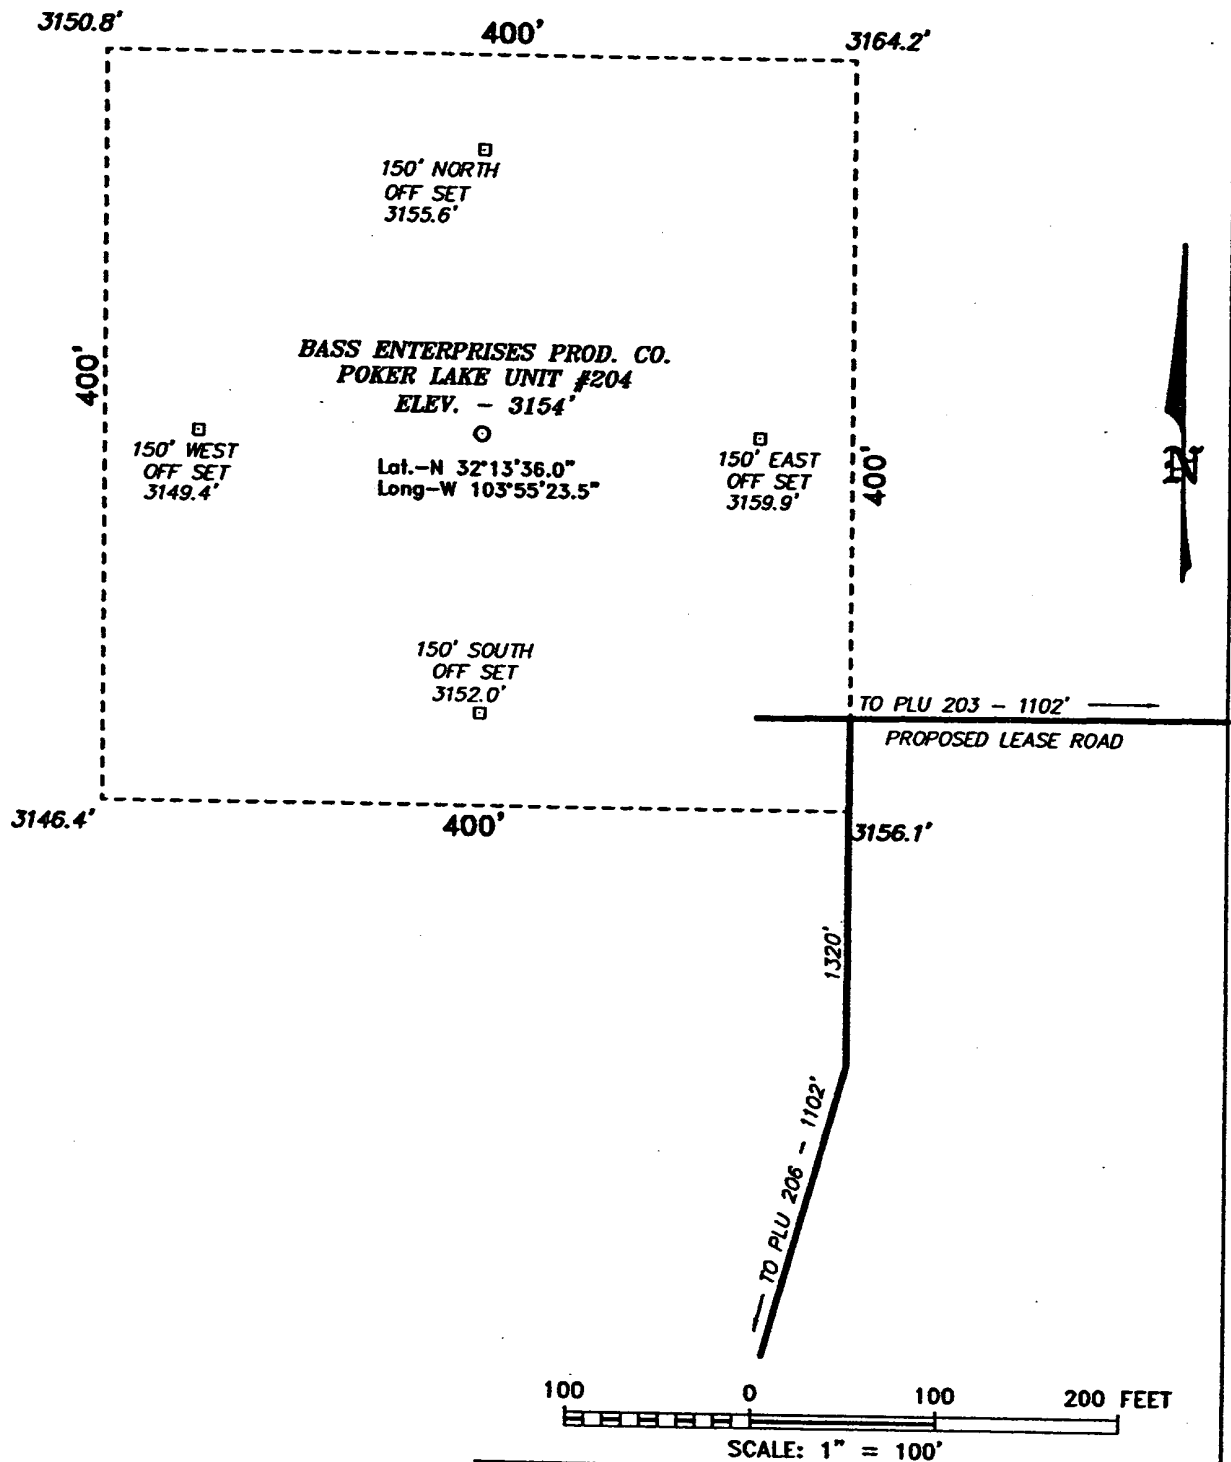 3150.8'
400'
3164.2'
150' NORTH
OFF SET
3155.6'
BASS ENTERPRISES PROD. CO.
POKER LAKE UNIT #204
ELEV. - 3154'
400'
150' WEST
OFF SET
3149.4'
Lat.-N 32°13'36.0"
Long-W 103°55'23.5"
150' EAST
OFF SET
3159.9'
400'
N
150' SOUTH
OFF SET
3152.0'
TO PLU 203 - 1102'
PROPOSED LEASE ROAD
3146.4'
400'
3156.1'
1320'
TO PLU 206 - 1102'
100 0 100 200 FEET
SCALE: 1" = 100'